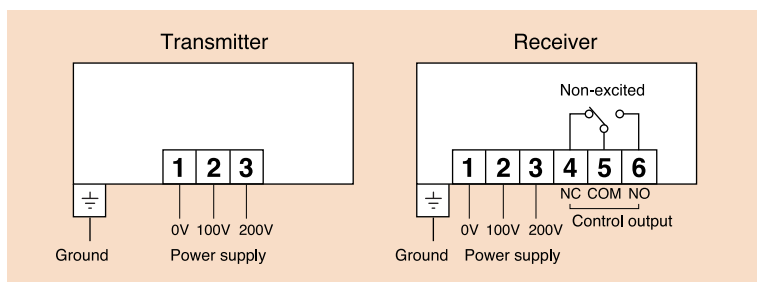 Transmitter
1 2 3
0V 100V 200V
Ground
Power supply
Receiver
Non-excited
1 2 3 4 5 6
NC COM NO
0V 100V 200V
Control output
Ground
Power supply